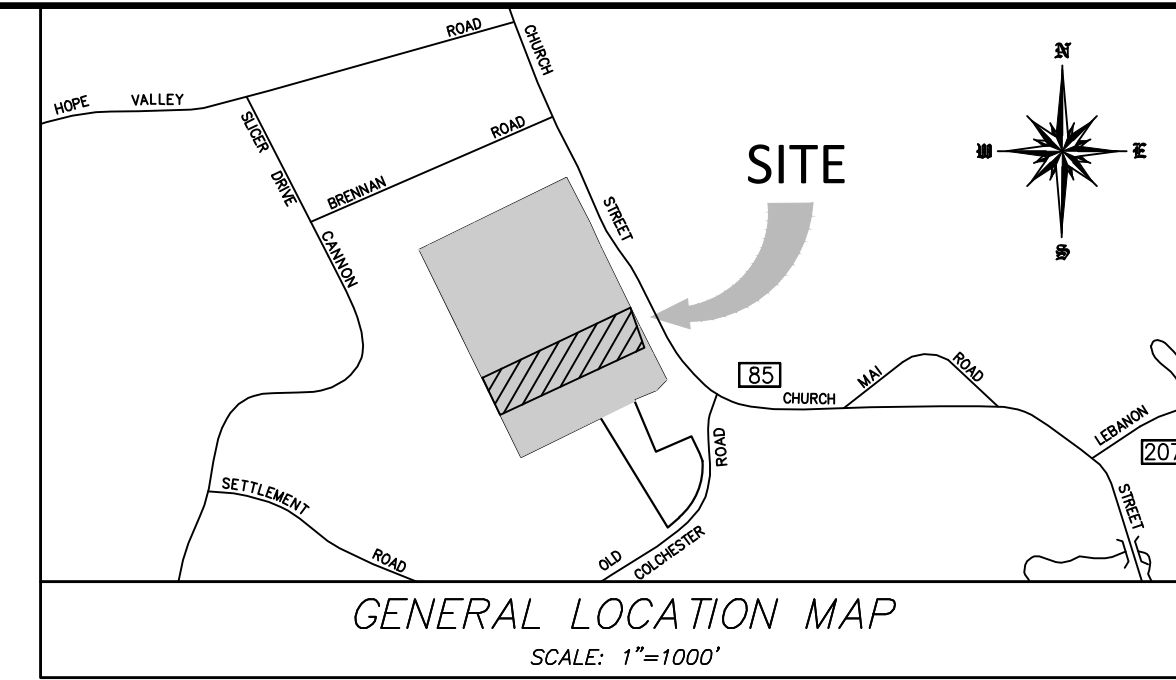 HOPE VALLEY ROAD
CHURCH STREET
N
W E
S
SITE
SLICER DRIVE
BRENNAN ROAD
CANNON
85
CHURCH STREET
MAI ROAD
LEBANON
207
SETTLEMENT ROAD
OLD COLCHESTER ROAD
GENERAL LOCATION MAP
SCALE: 1"=1000'